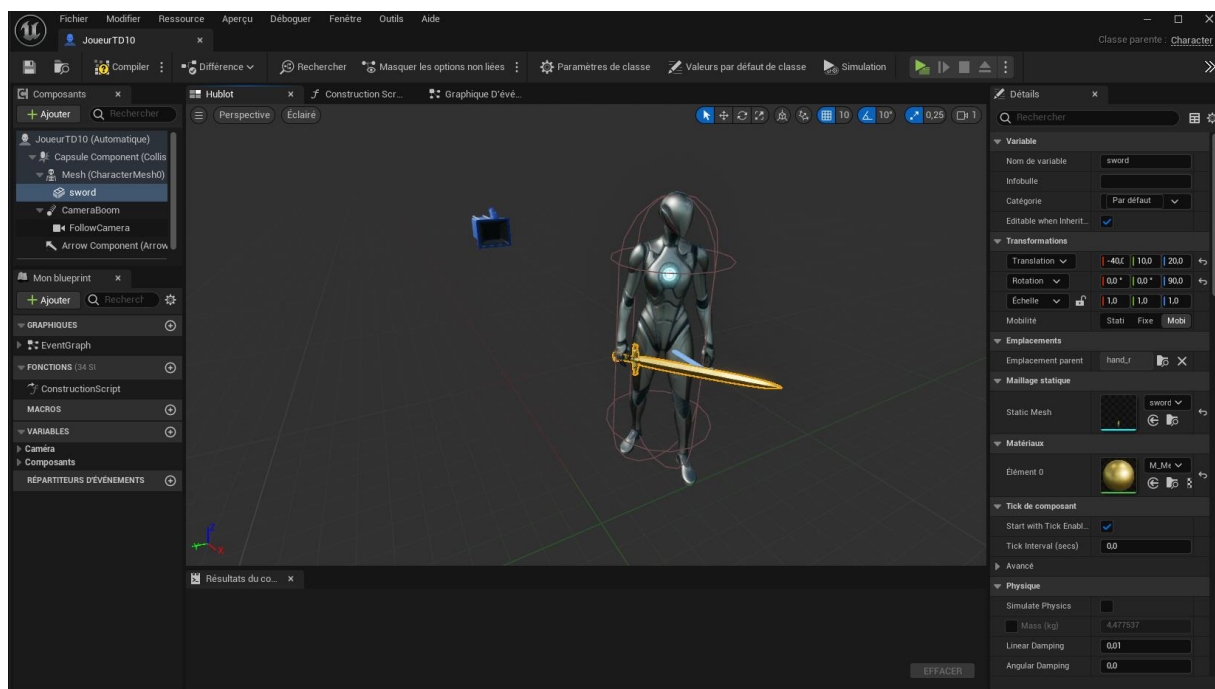 Fichier Modifier Ressource Aperçu Déboguer Fenêtre Outils Aide
JoueurTD10
Classe parente : Character
Compiler Différence Rechercher Masquer les options non liées Paramètres de classe Valeurs par défaut de classe Simulation
Composants
Ajouter Rechercher
JoueurTD10 (Automatique)
Capsule Component (Collis
Mesh (CharacterMesh0)
sword
CameraBoom
FollowCamera
Arrow Component (Arrow
Mon blueprint
Ajouter Recherch
GRAPHIQUES
EventGraph
FONCTIONS (34 SU
ConstructionScript
MACROS
VARIABLES
Caméra
Composants
RÉPARTITEURS D'ÉVÉNEMENTS
Hublot Construction Scr... Graphique D'évé...
Perspective Éclairé 10 10° 0,25 1
Z
X
Résultats du co...
EFFACER
Détails
Rechercher
Variable
Nom de variable sword
Infobulle
Catégorie Par défaut
Editable when Inherit...
Transformations
Translation -40,( 10,0 20,0
Rotation 0,0 ° 0,0 ° 90,0
Échelle 1,0 1,0 1,0
Mobilité Stati Fixe Mobi
Emplacements
Emplacement parent hand_r
Maillage statique
Static Mesh sword
Matériaux
Élément 0 M_Me
Tick de composant
Start with Tick Enabl...
Tick Interval (secs) 0,0
Avancé
Physique
Simulate Physics
Mass (kg) 4,477537
Linear Damping 0,01
Angular Damping 0,0